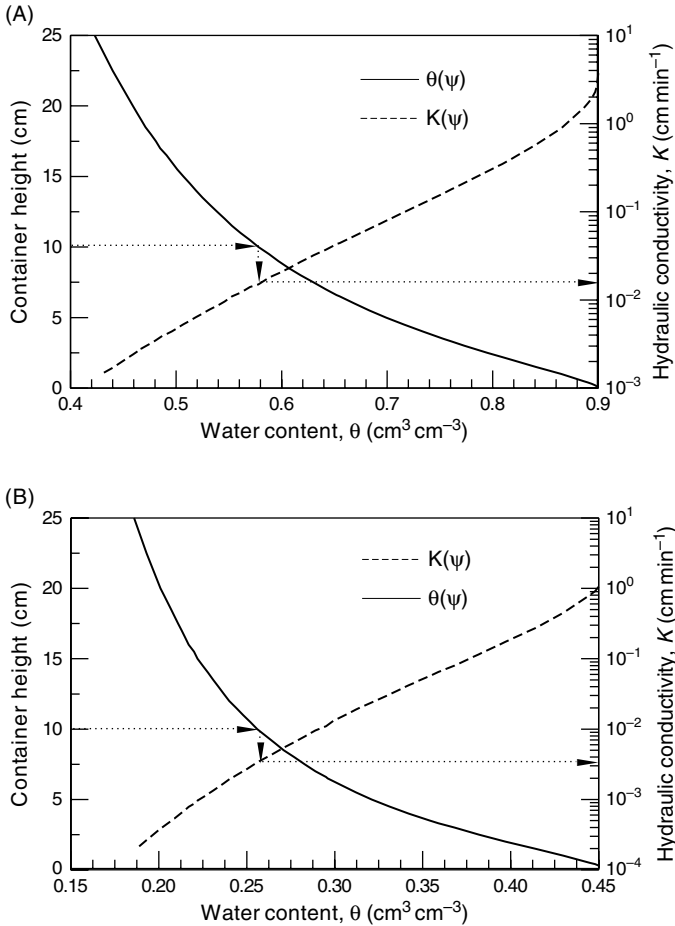 (A)
25
20
15
10
5
0
Container height (cm)
θ(ψ)
K(ψ)
10¹
10⁰
10⁻¹
10⁻²
10⁻³
Hydraulic conductivity, K (cm min⁻¹)
0.4 0.5 0.6 0.7 0.8 0.9
Water content, θ (cm³ cm⁻³)
(B)
25
20
15
10
5
0
Container height (cm)
K(ψ)
θ(ψ)
10¹
10⁰
10⁻¹
10⁻²
10⁻³
10⁻⁴
Hydraulic conductivity, K (cm min⁻¹)
0.15 0.20 0.25 0.30 0.35 0.40 0.45
Water content, θ (cm³ cm⁻³)